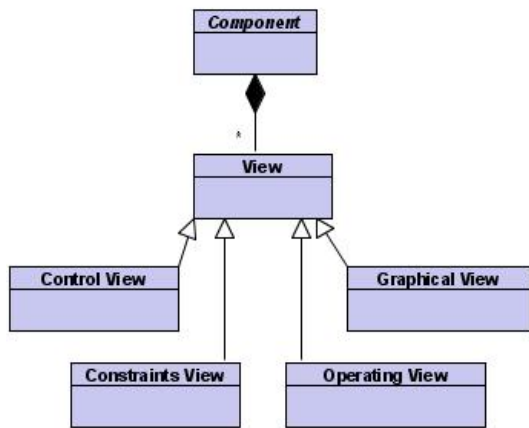 Component
*
View
Control View
Graphical View
Constraints View
Operating View